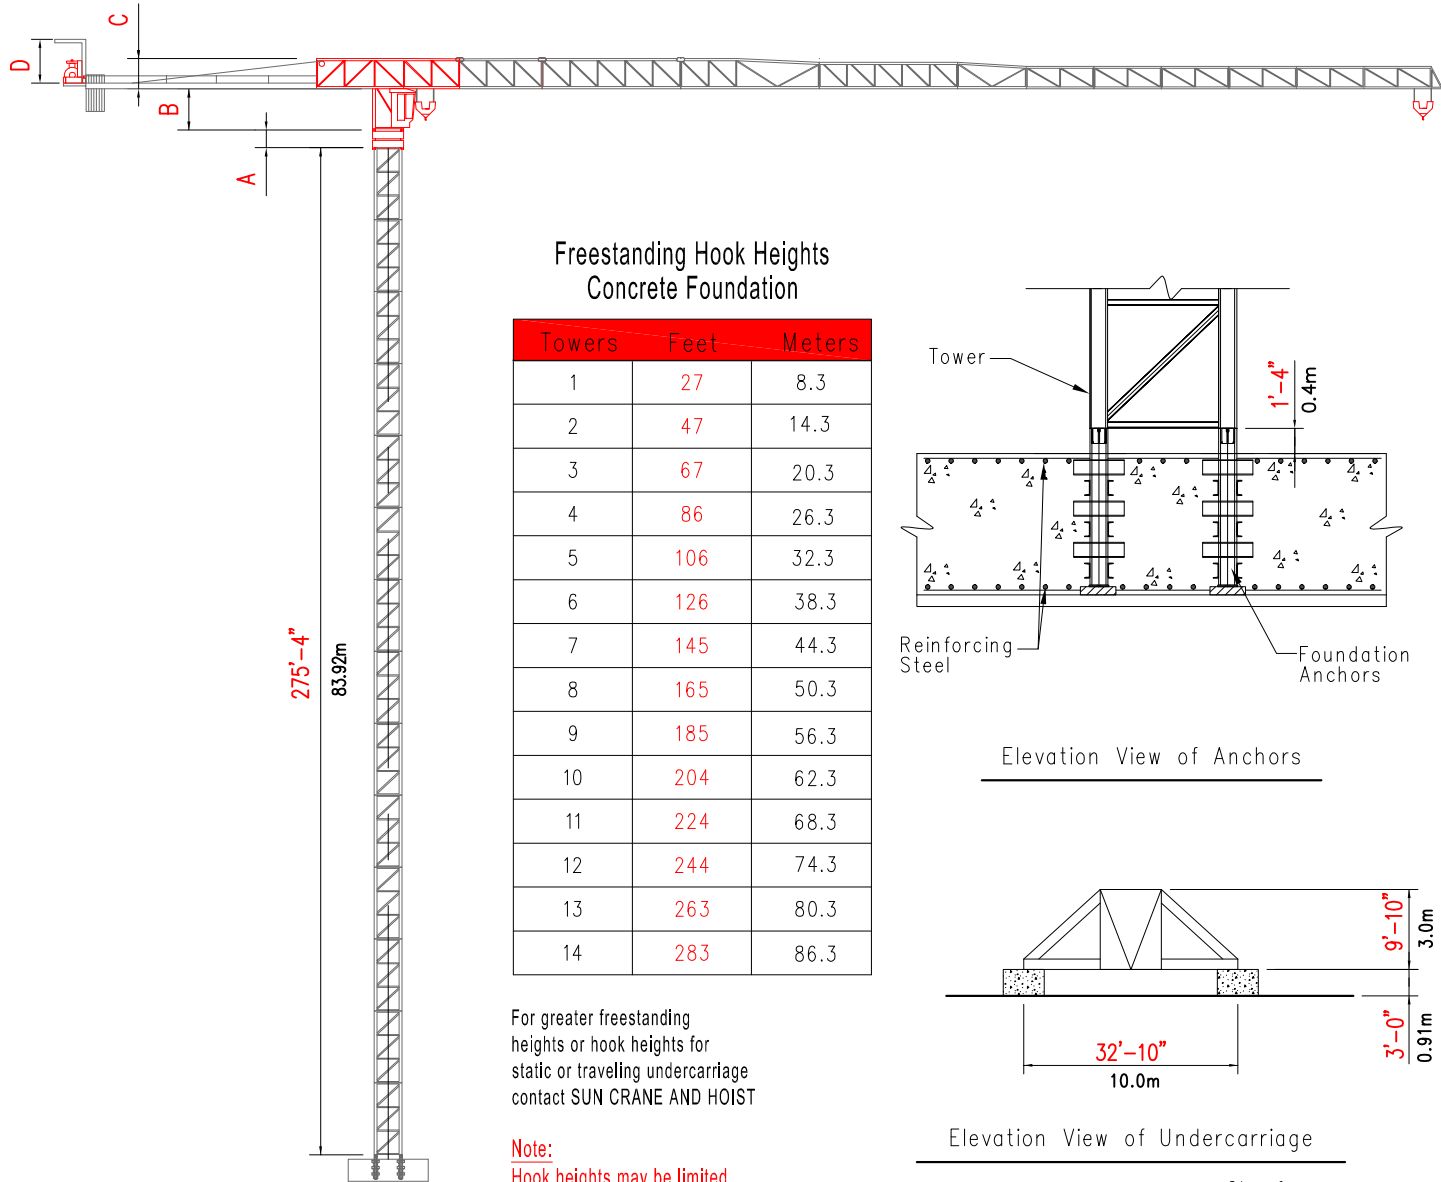 C
D
B
A
275'-4"
83.92m
Freestanding Hook Heights
Concrete Foundation
Towers Feet Meters
1 27 8.3
2 47 14.3
3 67 20.3
4 86 26.3
5 106 32.3
6 126 38.3
7 145 44.3
8 165 50.3
9 185 56.3
10 204 62.3
11 224 68.3
12 244 74.3
13 263 80.3
14 283 86.3
For greater freestanding
heights or hook heights for
static or traveling undercarriage
contact SUN CRANE AND HOIST
Note:
Hook heights may be limited
Tower
1'-4"
0.4m
Reinforcing
Steel
Foundation
Anchors
Elevation View of Anchors
9'-10"
3.0m
3'-0"
0.91m
32'-10"
10.0m
Elevation View of Undercarriage